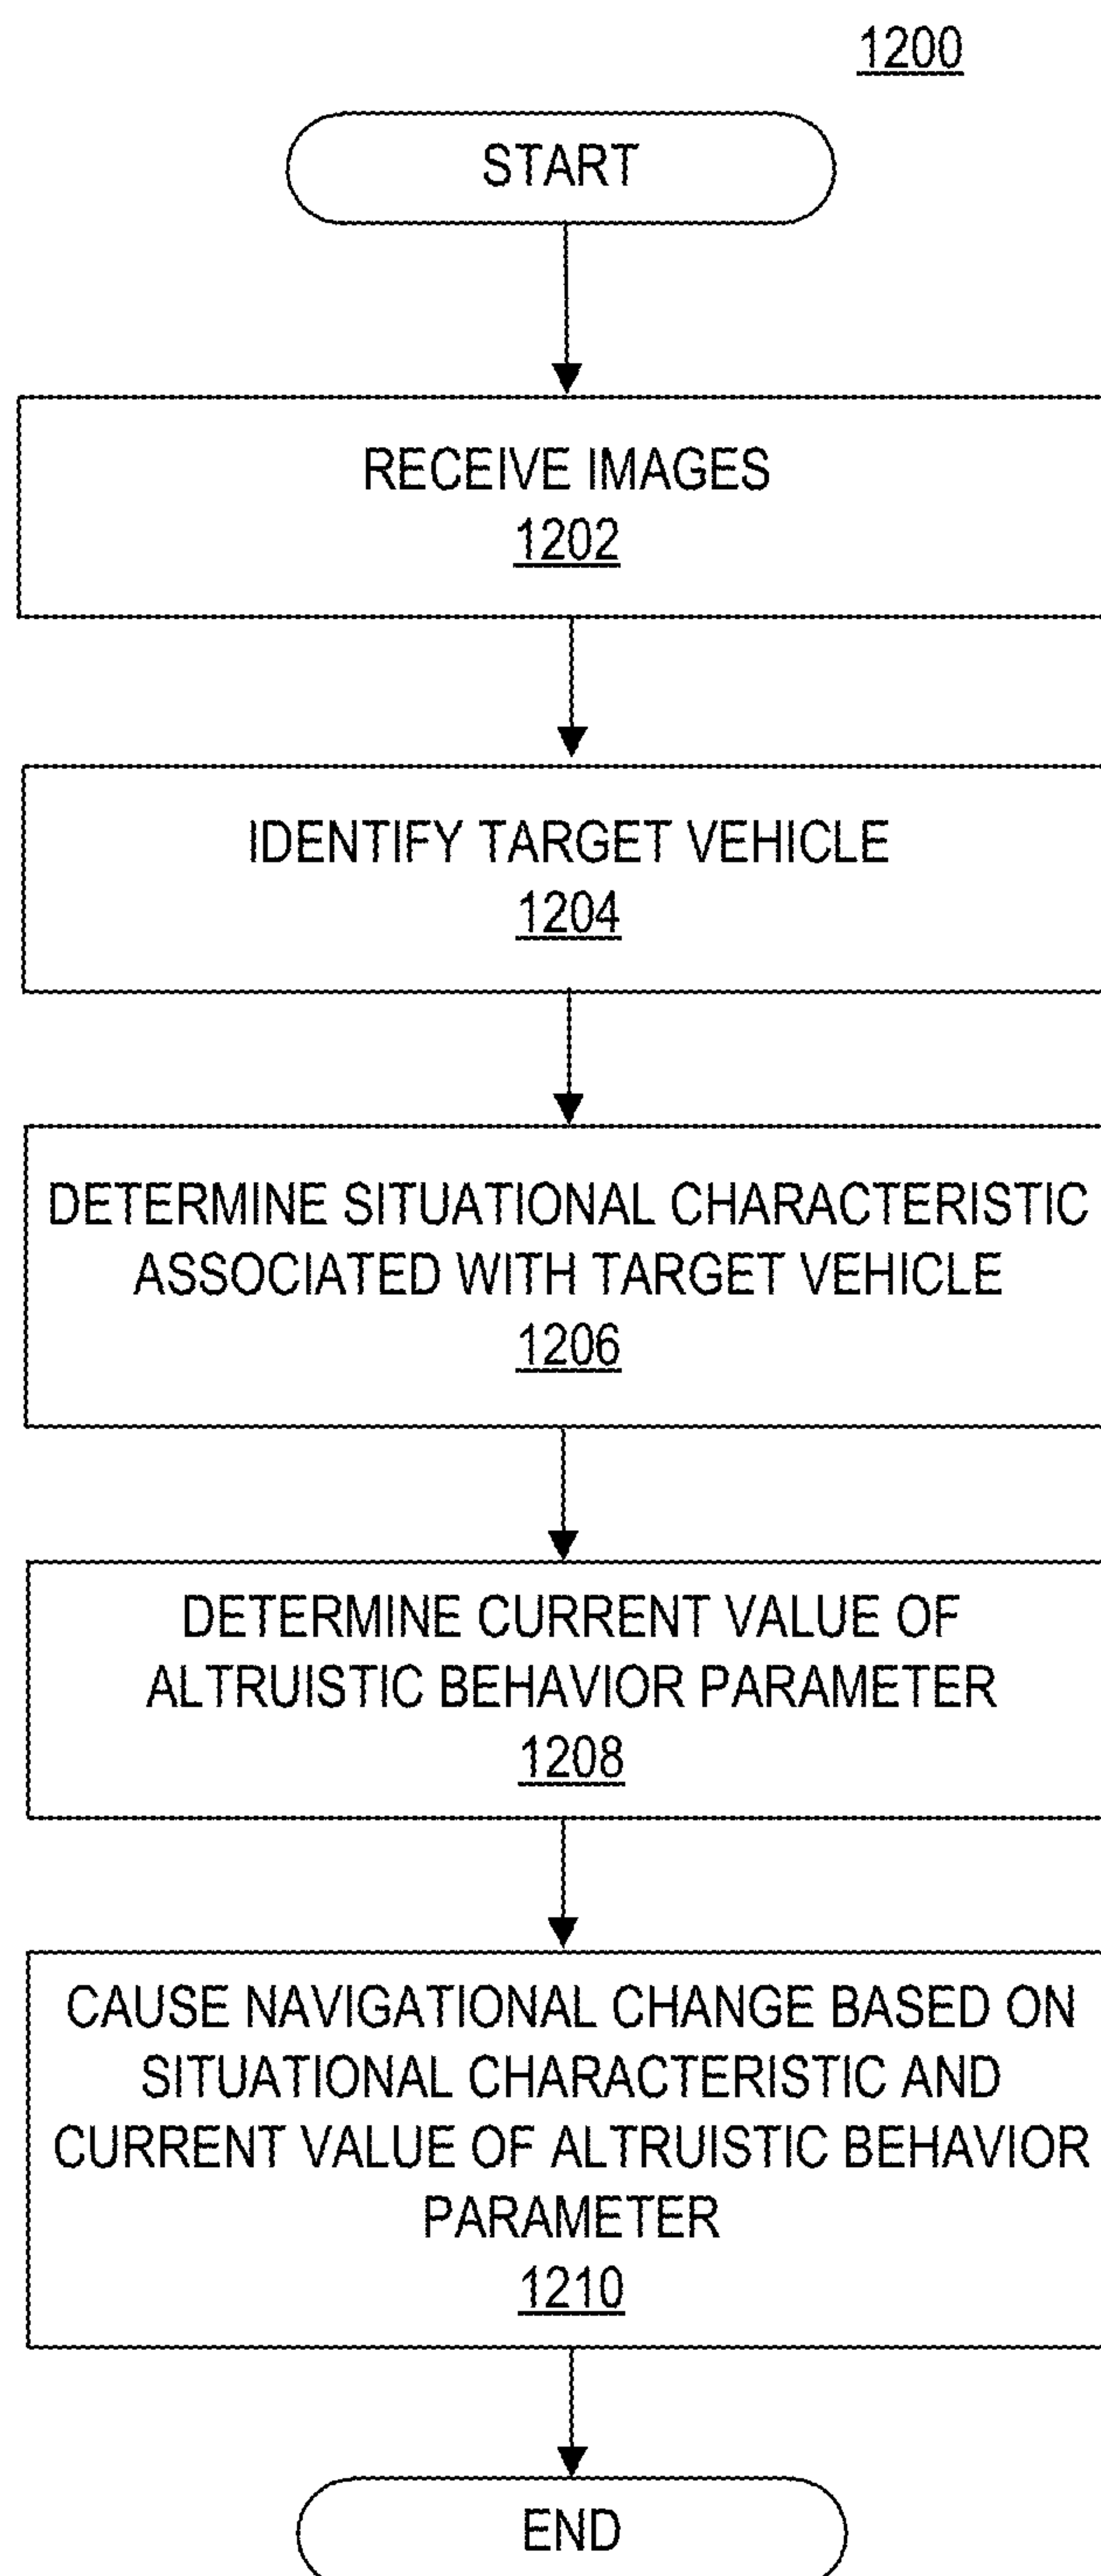 1200
START
RECEIVE IMAGES
1202
IDENTIFY TARGET VEHICLE
1204
DETERMINE SITUATIONAL CHARACTERISTIC
ASSOCIATED WITH TARGET VEHICLE
1206
DETERMINE CURRENT VALUE OF
ALTRUISTIC BEHAVIOR PARAMETER
1208
CAUSE NAVIGATIONAL CHANGE BASED ON
SITUATIONAL CHARACTERISTIC AND
CURRENT VALUE OF ALTRUISTIC BEHAVIOR
PARAMETER
1210
END